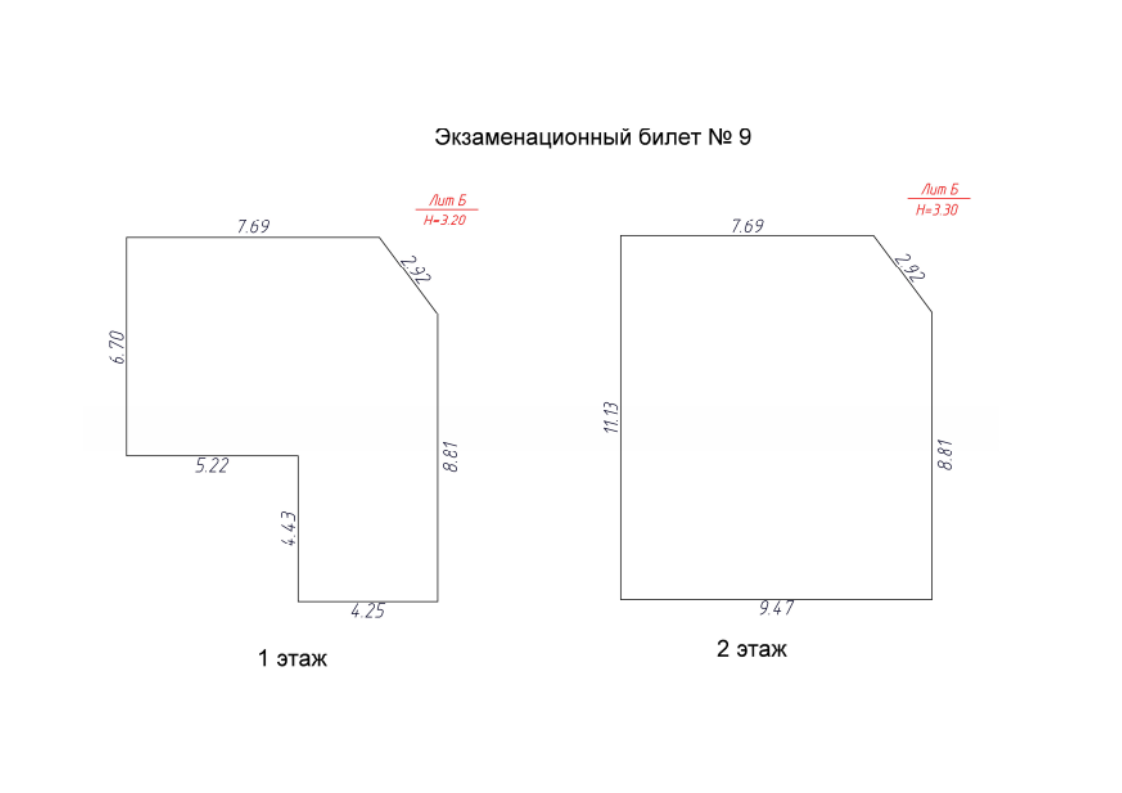 Экзаменационный билет № 9
Лит Б
Н=3.20
7.69
2.92
6.70
8.81
5.22
4.43
4.25
1 этаж
Лит Б
Н=3.30
7.69
2.92
11.13
8.81
9.47
2 этаж